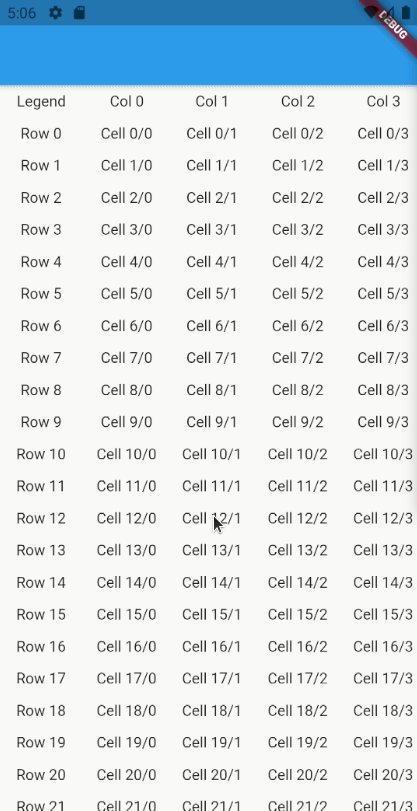 5:06
DEBUG
Legend Col 0 Col 1 Col 2 Col 3
Row 0 Cell 0/0 Cell 0/1 Cell 0/2 Cell 0/3
Row 1 Cell 1/0 Cell 1/1 Cell 1/2 Cell 1/3
Row 2 Cell 2/0 Cell 2/1 Cell 2/2 Cell 2/3
Row 3 Cell 3/0 Cell 3/1 Cell 3/2 Cell 3/3
Row 4 Cell 4/0 Cell 4/1 Cell 4/2 Cell 4/3
Row 5 Cell 5/0 Cell 5/1 Cell 5/2 Cell 5/3
Row 6 Cell 6/0 Cell 6/1 Cell 6/2 Cell 6/3
Row 7 Cell 7/0 Cell 7/1 Cell 7/2 Cell 7/3
Row 8 Cell 8/0 Cell 8/1 Cell 8/2 Cell 8/3
Row 9 Cell 9/0 Cell 9/1 Cell 9/2 Cell 9/3
Row 10 Cell 10/0 Cell 10/1 Cell 10/2 Cell 10/3
Row 11 Cell 11/0 Cell 11/1 Cell 11/2 Cell 11/3
Row 12 Cell 12/0 Cell 12/1 Cell 12/2 Cell 12/3
Row 13 Cell 13/0 Cell 13/1 Cell 13/2 Cell 13/3
Row 14 Cell 14/0 Cell 14/1 Cell 14/2 Cell 14/3
Row 15 Cell 15/0 Cell 15/1 Cell 15/2 Cell 15/3
Row 16 Cell 16/0 Cell 16/1 Cell 16/2 Cell 16/3
Row 17 Cell 17/0 Cell 17/1 Cell 17/2 Cell 17/3
Row 18 Cell 18/0 Cell 18/1 Cell 18/2 Cell 18/3
Row 19 Cell 19/0 Cell 19/1 Cell 19/2 Cell 19/3
Row 20 Cell 20/0 Cell 20/1 Cell 20/2 Cell 20/3
Row 21 Cell 21/0 Cell 21/1 Cell 21/2 Cell 21/3